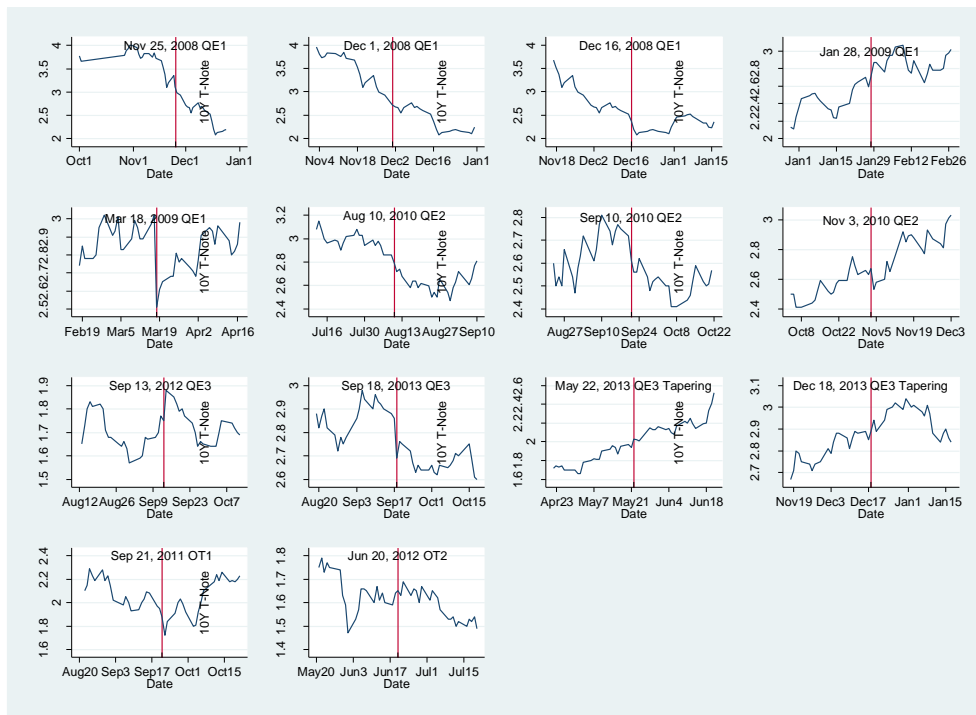 Nov 25, 2008 QE1
4
3.5
3
2.5
2
10Y T-Note
Oct1 Nov1 Dec1 Jan1
Date
Dec 1, 2008 QE1
4
3.5
3
2.5
2
10Y T-Note
Nov4 Nov18 Dec2 Dec16 Jan1
Date
Dec 16, 2008 QE1
4
3.5
3
2.5
2
10Y T-Note
Nov18 Dec2 Dec16 Jan1 Jan15
Date
Jan 28, 2009 QE1
2.22.42.62.8 3
Jan1 Jan15 Jan29 Feb12 Feb26
Date
Mar 18, 2009 QE1
2.52.62.72.82.9 3
10Y T-Note
Feb19 Mar5 Mar19 Apr2 Apr16
Date
Aug 10, 2010 QE2
3.2
3
2.8
2.6
2.4
10Y T-Note
Jul16 Jul30 Aug13 Aug27 Sep10
Date
Sep 10, 2010 QE2
2.4 2.5 2.6 2.7 2.8
10Y T-Note
Aug27 Sep10 Sep24 Oct8 Oct22
Date
Nov 3, 2010 QE2
3
2.8
2.6
2.4
Oct8 Oct22 Nov5 Nov19 Dec3
Date
Sep 13, 2012 QE3
1.5 1.6 1.7 1.8 1.9
10Y T-Note
Aug12 Aug26 Sep9 Sep23 Oct7
Date
Sep 18, 20013 QE3
2.6 2.7 2.8 2.9 3
10Y T-Note
Aug20 Sep3 Sep17 Oct1 Oct15
Date
May 22, 2013 QE3 Tapering
1.61.8 2 2.22.42.6
10Y T-Note
Apr23 May7 May21 Jun4 Jun18
Date
Dec 18, 2013 QE3 Tapering
2.7 2.8 2.9 3 3.1
Nov19 Dec3 Dec17 Jan1 Jan15
Date
Sep 21, 2011 OT1
1.6 1.8 2 2.2 2.4
10Y T-Note
Aug20 Sep3 Sep17 Oct1 Oct15
Date
Jun 20, 2012 OT2
1.4 1.5 1.6 1.7 1.8
May20 Jun3 Jun17 Jul1 Jul15
Date